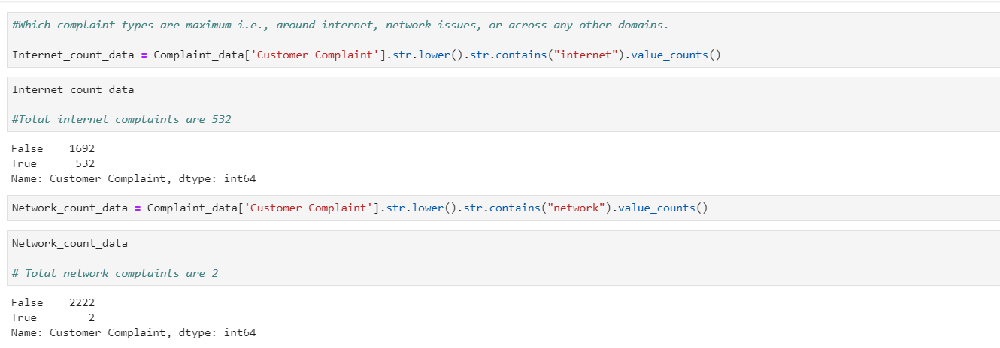 #Which complaint types are maximum i.e., around internet, network issues, or across any other domains.
Internet_count_data = Complaint_data['Customer Complaint'].str.lower().str.contains("internet").value_counts()
Internet_count_data
#Total internet complaints are 532
False    1692
True      532
Name: Customer Complaint, dtype: int64
Network_count_data = Complaint_data['Customer Complaint'].str.lower().str.contains("network").value_counts()
Network_count_data
# Total network complaints are 2
False    2222
True        2
Name: Customer Complaint, dtype: int64